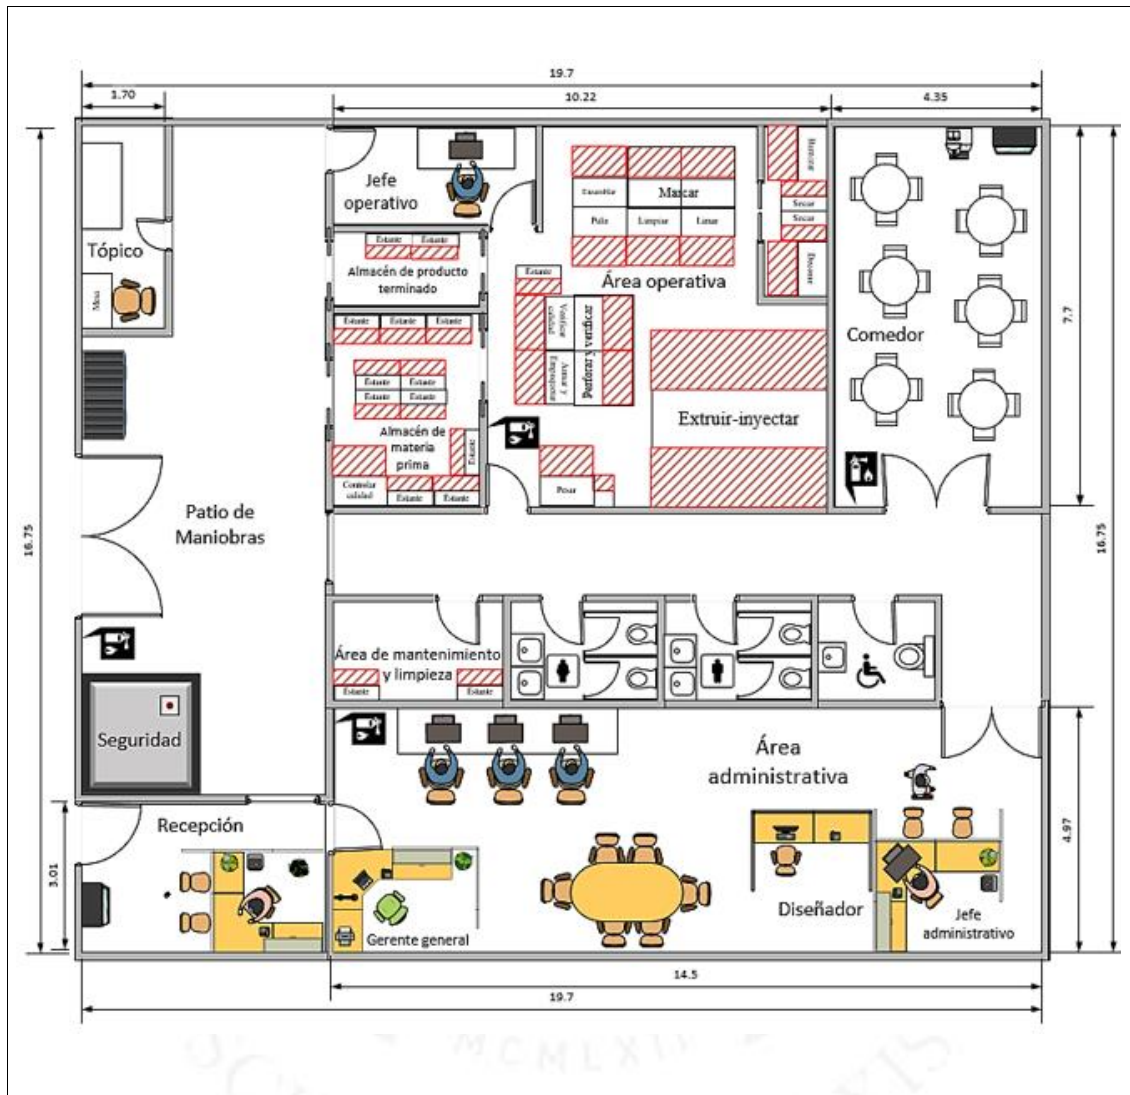 19.7
1.70
10.22
4.35
Jefe
operativo
Ensamblar
Marcar
Pulir
Limpiar
Limar
Secar
Secar
Tópico
Mesa
Estante
Estante
Almacén de producto
terminado
Área operativa
Estante
Verificar
calidad
Armar y
Empaquetar
Perforar y verificar
Comedor
7.7
Estante
Estante
Estante
Estante
Estante
Estante
Estante
Almacén de
materia
prima
Estante
Controlar
calidad
Estante
Estante
Extruir-inyectar
Pesar
Patio de
Maniobras
16.75
16.75
Área de mantenimiento
y limpieza
Estante
Estante
Seguridad
Área
administrativa
Recepción
3.01
4.97
Gerente general
Diseñador
Jefe
administrativo
14.5
19.7
MCMLXII